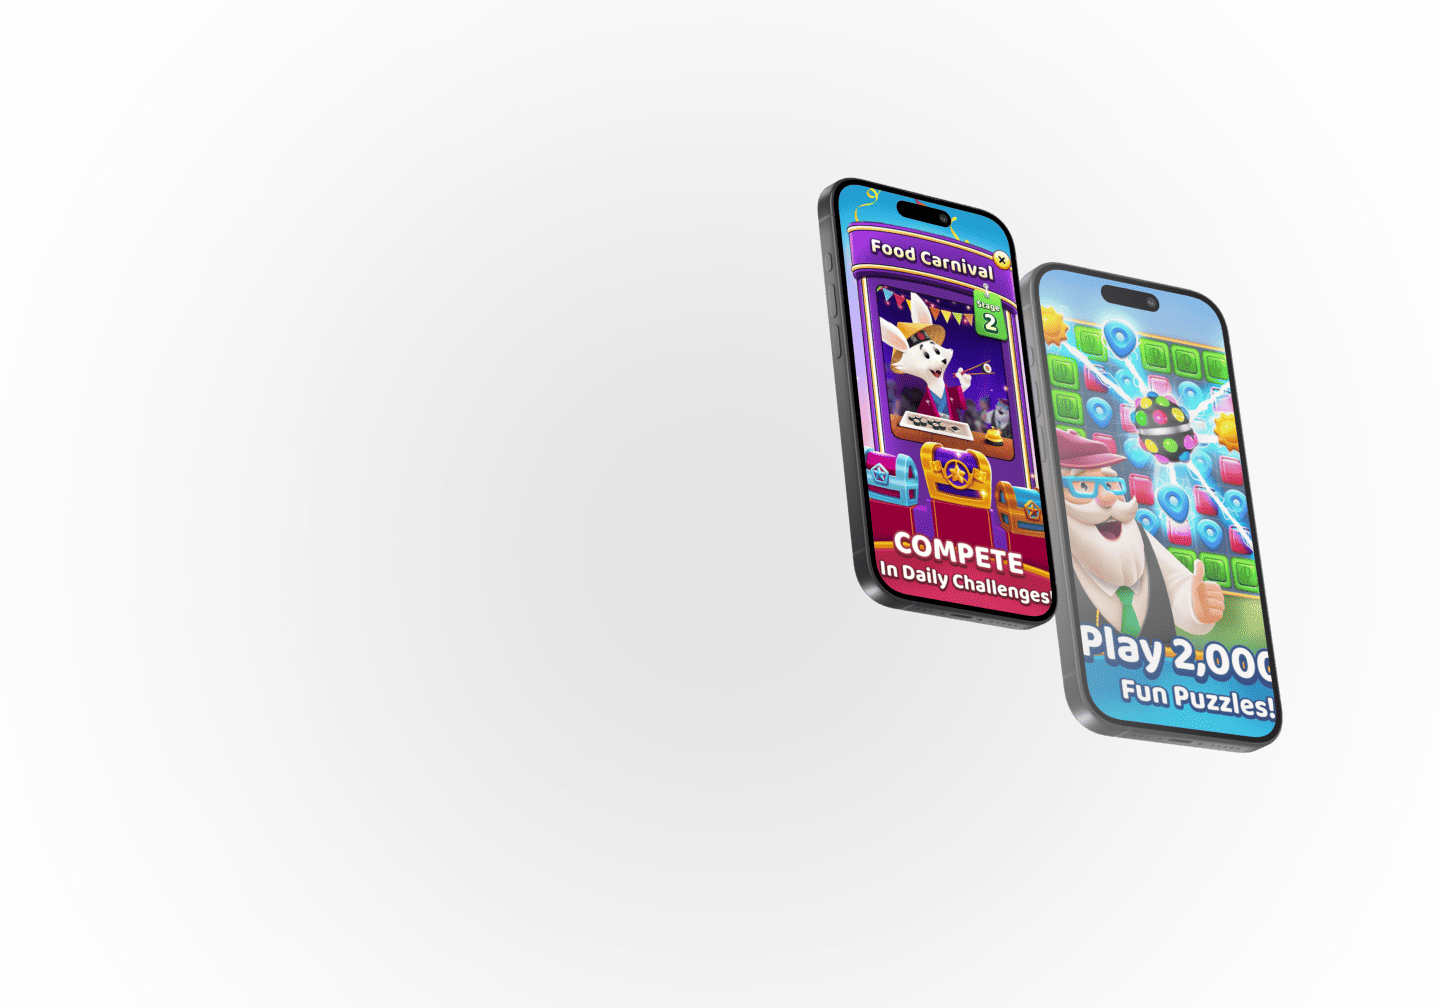 Food Carnival
Stage
2
COMPETE
In Daily Challenges!
Play 2,000
Fun Puzzles!